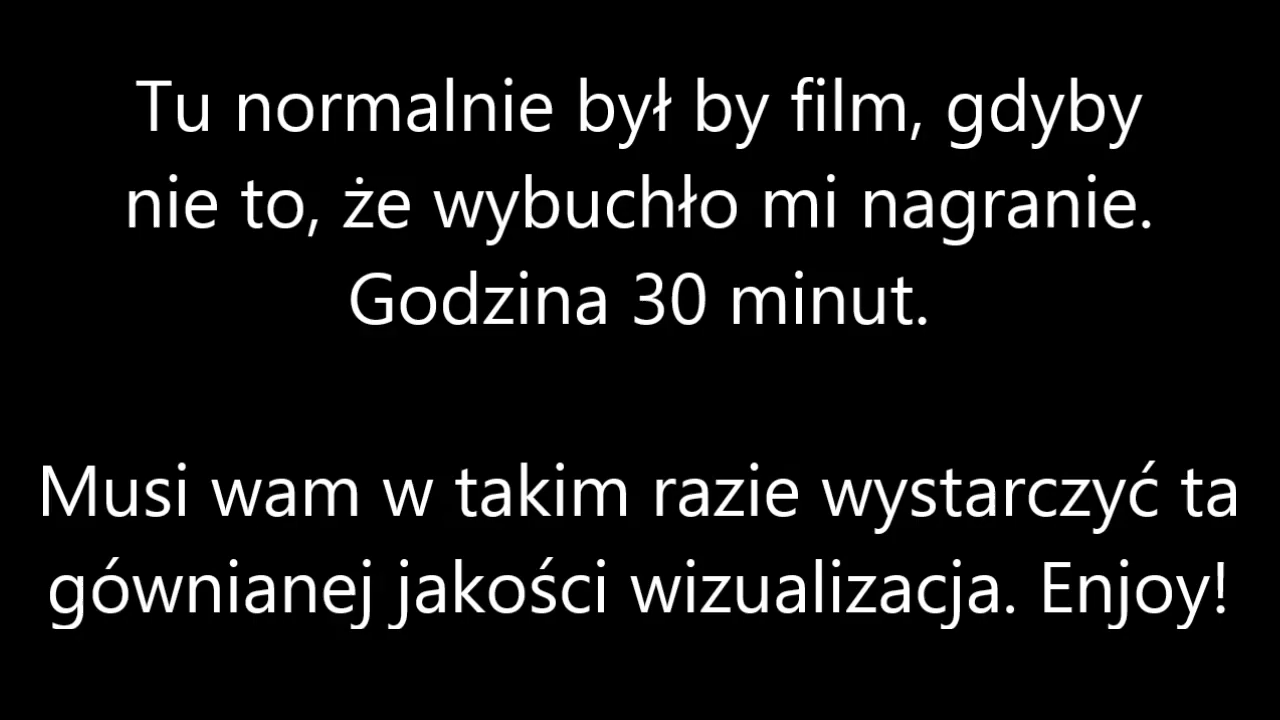 Tu normalnie był by film, gdyby
nie to, że wybuchło mi nagranie.
Godzina 30 minut.
Musi wam w takim razie wystarczyć ta
gównianej jakości wizualizacja. Enjoy!